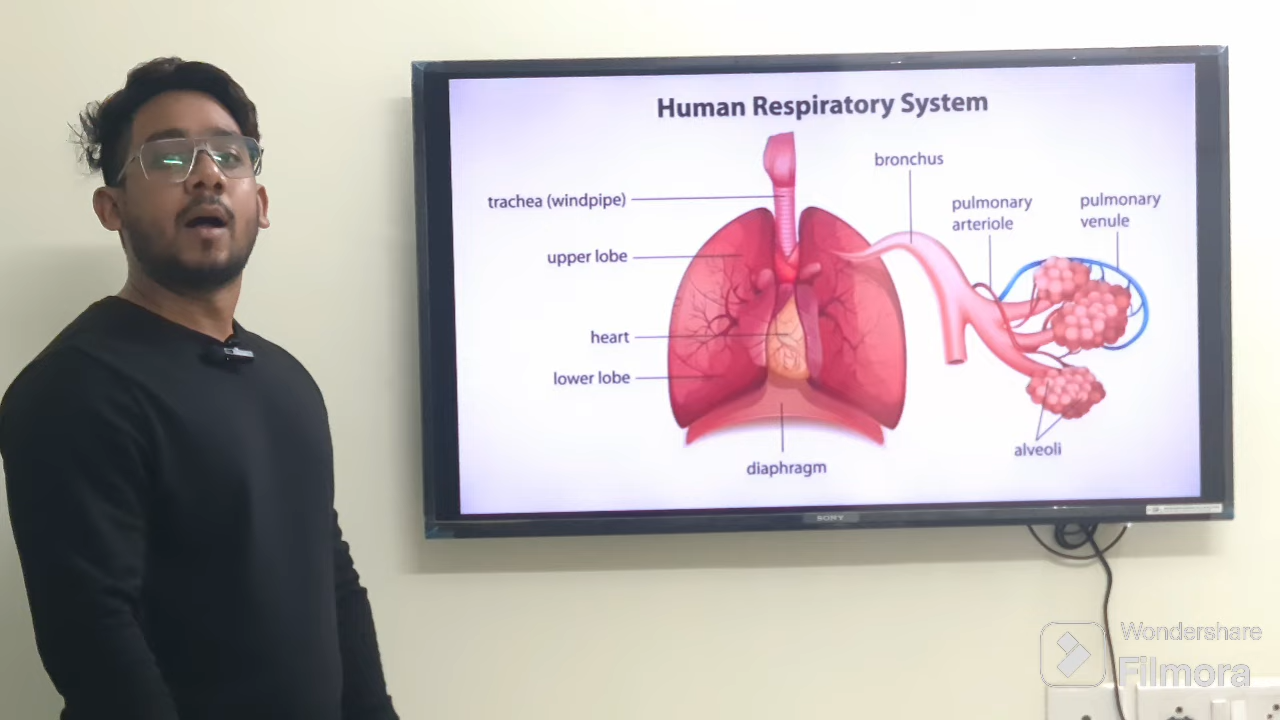 Human Respiratory System
bronchus
trachea (windpipe)
pulmonary
arteriole
pulmonary
venule
upper lobe
heart
lower lobe
alveoli
diaphragm
SONY
Wondershare
Filmora